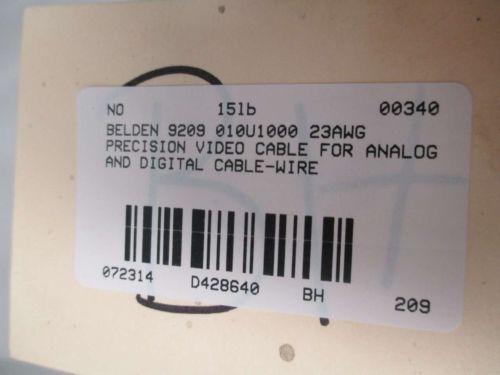 NO 15lb 00340
BELDEN 9209 010U1000 23AWG
PRECISION VIDEO CABLE FOR ANALOG
AND DIGITAL CABLE-WIRE
072314 D428640 BH 209